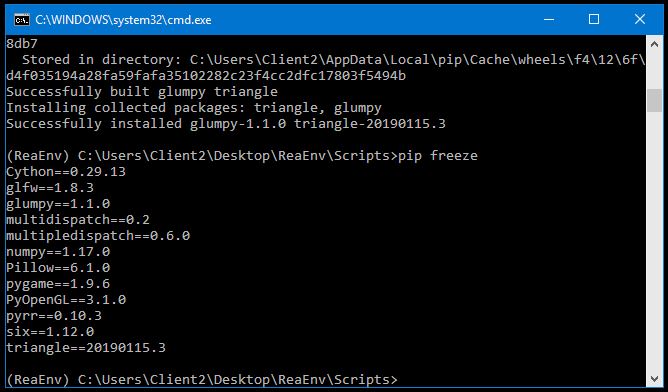 C:\WINDOWS\system32\cmd.exe
8db7
  Stored in directory: C:\Users\Client2\AppData\Local\pip\Cache\wheels\f4\12\6f\
d4f035194a28fa59fafa35102282c23f4cc2dfc17803f5494b
Successfully built glumpy triangle
Installing collected packages: triangle, glumpy
Successfully installed glumpy-1.1.0 triangle-20190115.3

(ReaEnv) C:\Users\Client2\Desktop\ReaEnv\Scripts>pip freeze
Cython==0.29.13
glfw==1.8.3
glumpy==1.1.0
multidispatch==0.2
multipledispatch==0.6.0
numpy==1.17.0
Pillow==6.1.0
pygame==1.9.6
PyOpenGL==3.1.0
pyrr==0.10.3
six==1.12.0
triangle==20190115.3

(ReaEnv) C:\Users\Client2\Desktop\ReaEnv\Scripts>